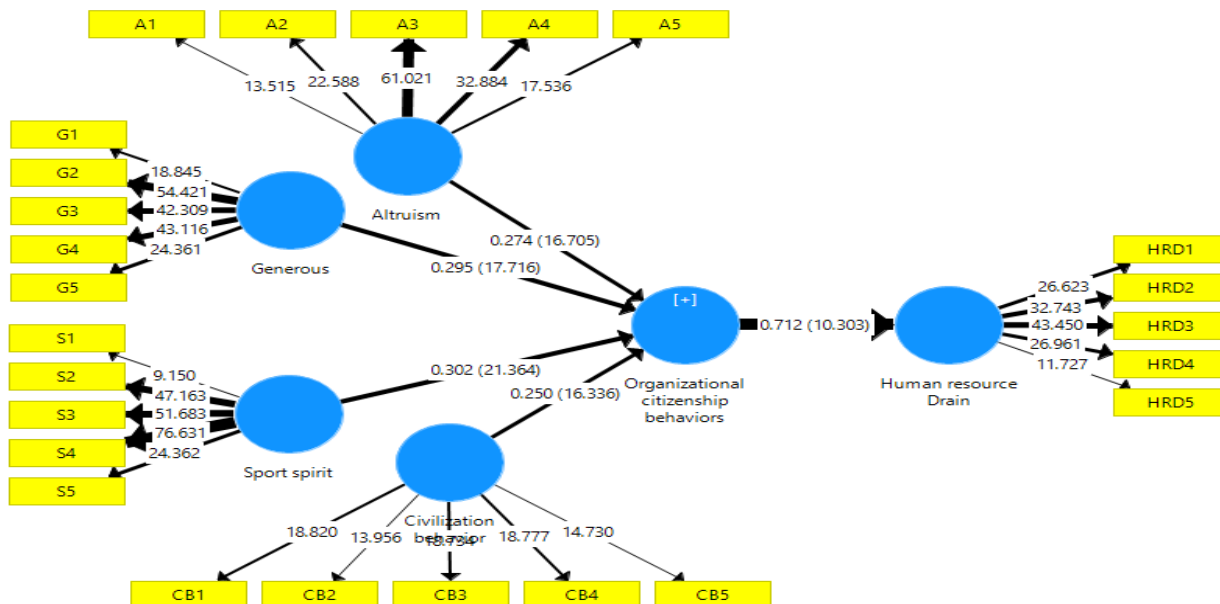 A1 A2 A3 A4 A5
13.515 22.588 61.021 32.884 17.536
G1
G2
G3
G4
G5
18.845
54.421
42.309
43.116
24.361
Altruism
Generous
0.274 (16.705)
0.295 (17.716)
S1
S2
S3
S4
S5
9.150
47.163
51.683
76.631
24.362
Sport spirit
0.302 (21.364)
0.250 (16.336)
[+]
Organizational
citizenship
behaviors
0.712 (10.303)
Human resource
Drain
26.623
32.743
43.450
26.961
11.727
HRD1
HRD2
HRD3
HRD4
HRD5
Civilization
behavior
18.820 13.956 18.734 18.777 14.730
CB1 CB2 CB3 CB4 CB5